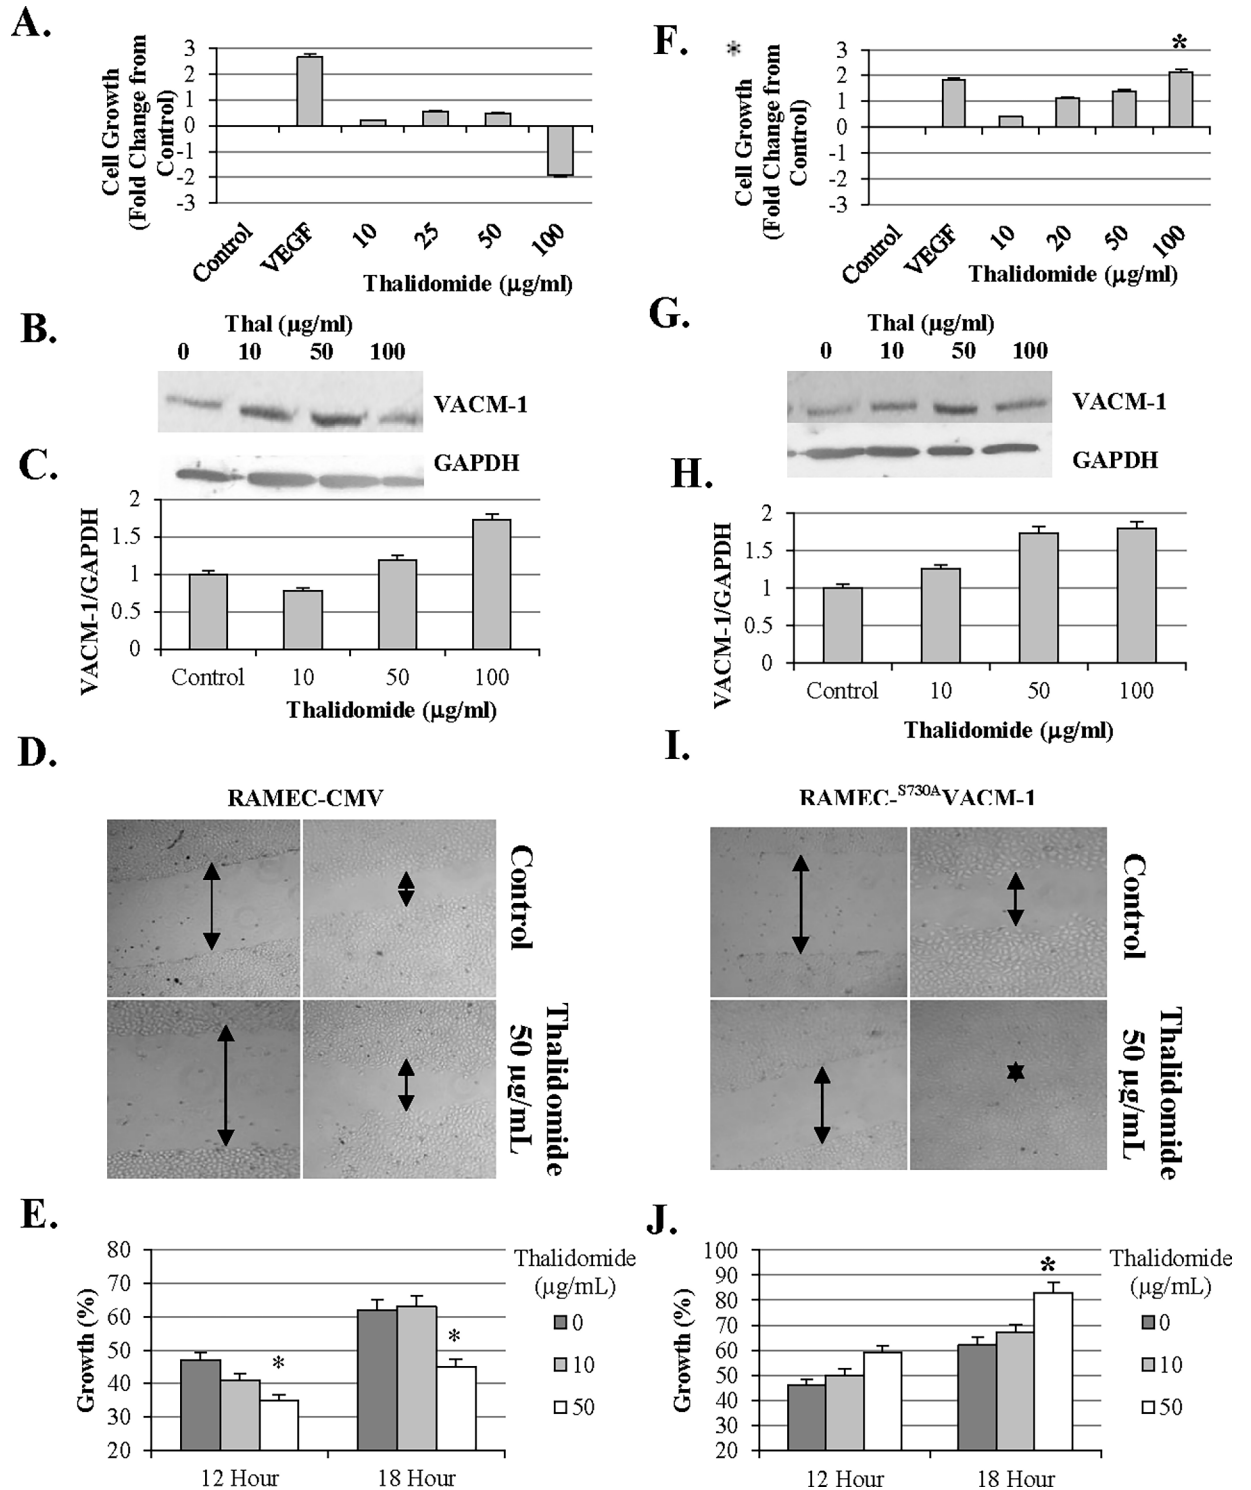 A.
Cell Growth
(Fold Change from
Control)
3
2
1
0
-1
-2
-3
Control
VEGF
10
25
50
100
Thalidomide (µg/ml)
B.
Thal (µg/ml)
0 10 50 100
VACM-1
GAPDH
C.
VACM-1/GAPDH
2
1.5
1
0.5
0
Control 10 50 100
Thalidomide (µg/ml)
D.
RAMEC-CMV
Control
Thalidomide
50 µg/mL
E.
Growth (%)
80
70
60
50
40
30
20
*
*
12 Hour 18 Hour
Thalidomide
(µg/mL)
0
10
50
F.
*
Cell Growth
(Fold Change from
Control)
3
2
1
0
-1
-2
-3
*
Control
VEGF
10
20
50
100
Thalidomide (µg/ml)
G.
Thal (µg/ml)
0 10 50 100
VACM-1
GAPDH
H.
VACM-1/GAPDH
2
1.5
1
0.5
0
Control 10 50 100
Thalidomide (µg/ml)
I.
RAMEC-S730AVACM-1
Control
Thalidomide
50 µg/mL
J.
Growth (%)
100
90
80
70
60
50
40
30
20
*
12 Hour 18 Hour
Thalidomide
(µg/mL)
0
10
50